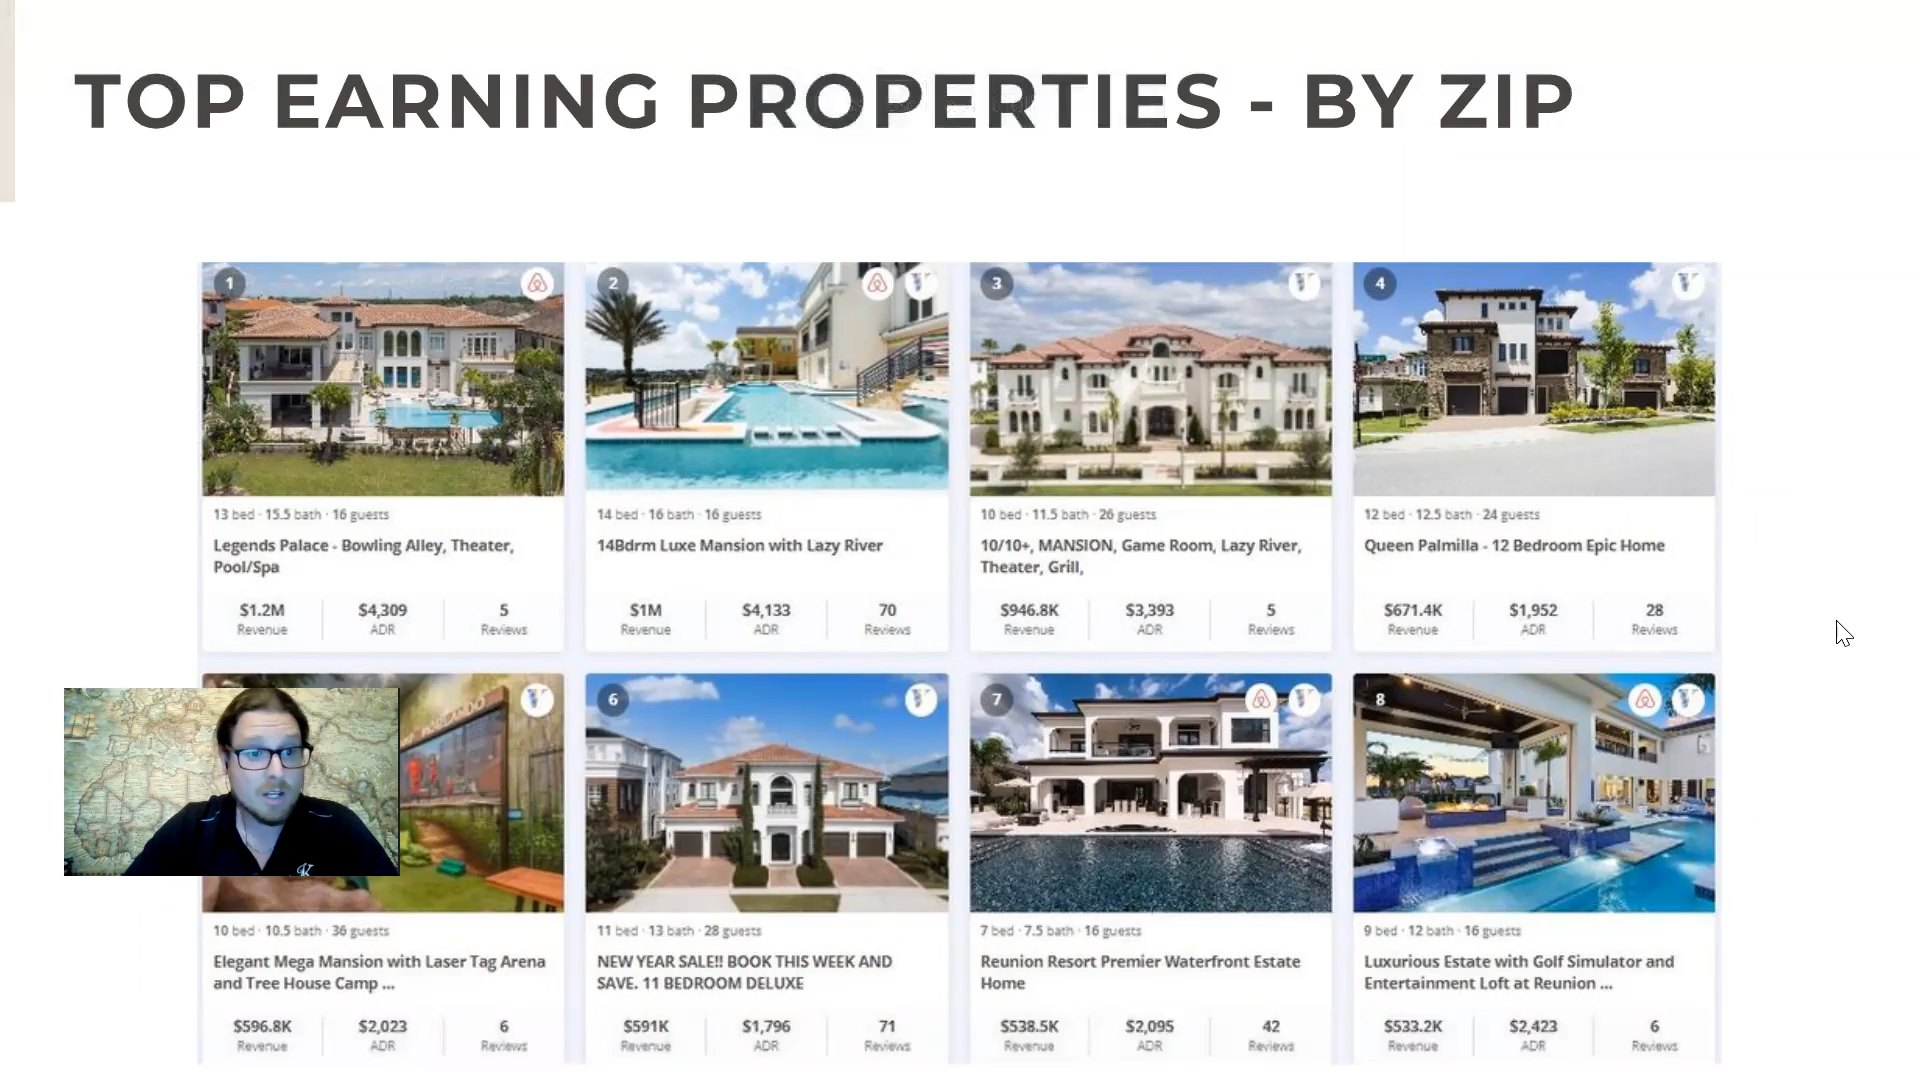 TOP EARNING PROPERTIES - BY ZIP
1
2
3
4
13 bed · 15.5 bath · 16 guests
Legends Palace - Bowling Alley, Theater,
Pool/Spa
$1.2M
$4,309
5
Revenue
ADR
Reviews
14 bed · 16 bath · 16 guests
14Bdrm Luxe Mansion with Lazy River
$1M
$4,133
70
Revenue
ADR
Reviews
10 bed · 11.5 bath · 26 guests
10/10+, MANSION, Game Room, Lazy River,
Theater, Grill,
$946.8K
$3,393
5
Revenue
ADR
Reviews
12 bed · 12.5 bath · 24 guests
Queen Palmilla - 12 Bedroom Epic Home
$671.4K
$1,952
28
Revenue
ADR
Reviews
6
7
8
10 bed · 10.5 bath · 36 guests
Elegant Mega Mansion with Laser Tag Arena
and Tree House Camp ...
$596.8K
$2,023
6
Revenue
ADR
Reviews
11 bed · 13 bath · 28 guests
NEW YEAR SALE!! BOOK THIS WEEK AND
SAVE. 11 BEDROOM DELUXE
$591K
$1,796
71
Revenue
ADR
Reviews
7 bed · 7.5 bath · 16 guests
Reunion Resort Premier Waterfront Estate
Home
$538.5K
$2,095
42
Revenue
ADR
Reviews
9 bed · 12 bath · 16 guests
Luxurious Estate with Golf Simulator and
Entertainment Loft at Reunion ...
$533.2K
$2,423
6
Revenue
ADR
Reviews